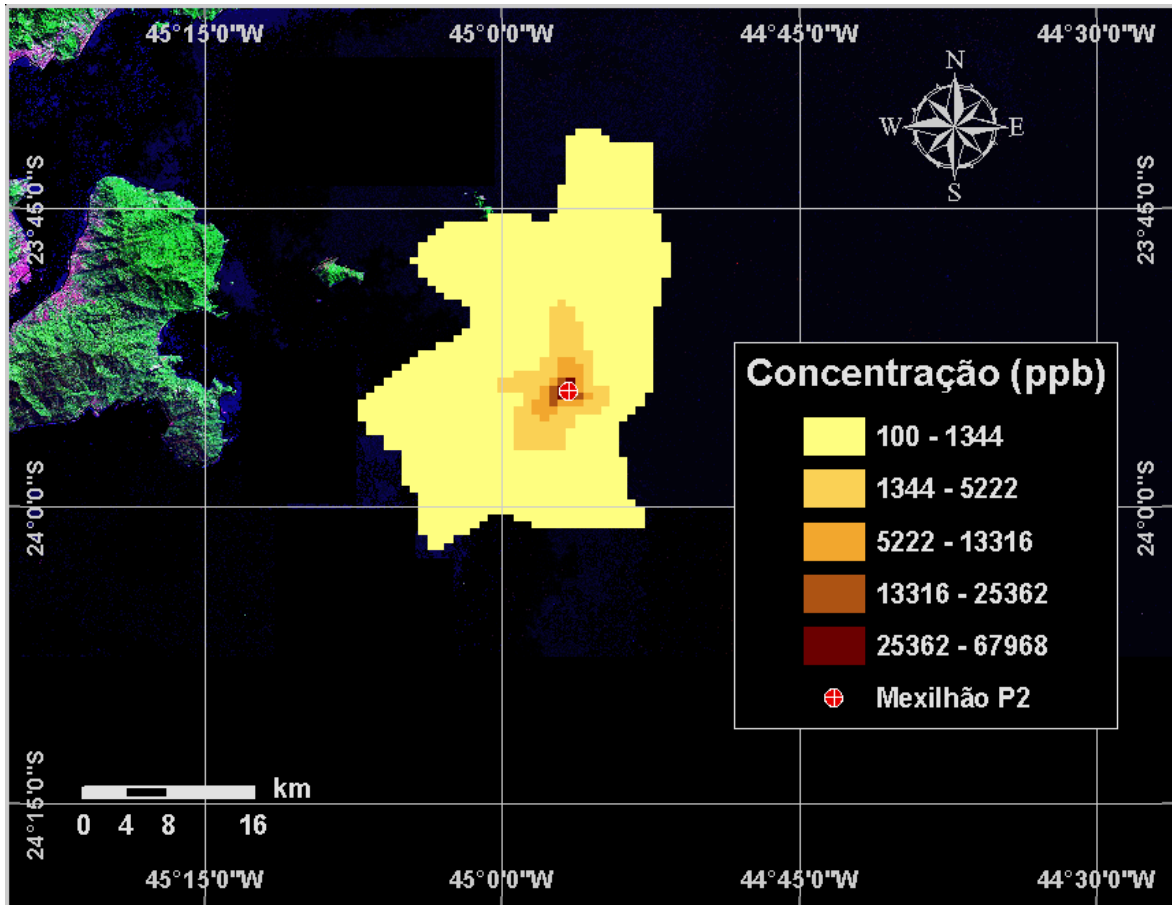 45°15'0"W 45°0'0"W 44°45'0"W 44°30'0"W
N
W E
S
23°45'0"S 23°45'0"S
Concentração (ppb)
100 - 1344
1344 - 5222
5222 - 13316
13316 - 25362
25362 - 67968
Mexilhão P2
24°0'0"S 24°0'0"S
km
0 4 8 16
24°15'0"S 24°15'0"S
45°15'0"W 45°0'0"W 44°45'0"W 44°30'0"W